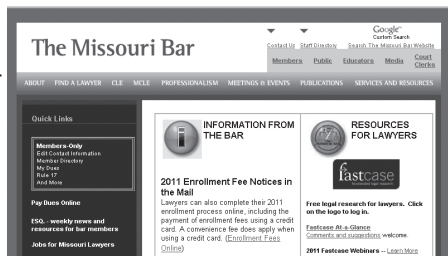 Google™
Custom Search
The Missouri Bar
Contact Us Staff Directory Search The Missouri Bar Website
Members Public Educators Media Court Clerks
ABOUT FIND A LAWYER CLE MCLE PROFESSIONALISM MEETINGS & EVENTS PUBLICATIONS SERVICES AND RESOURCES
Quick Links
Members-Only
Edit Contact Information
Member Directory
My Dues
Rule 17
And More
Pay Dues Online
ESQ. - weekly news and
resources for bar members
Jobs for Missouri Lawyers
i
INFORMATION FROM
THE BAR
2011 Enrollment Fee Notices in
the Mail
Lawyers can also complete their 2011
enrollment process online, including the
payment of enrollment fees using a credit
card. A convenience fee does apply when
using a credit card. (Enrollment Fees
Online)
RESOURCES
FOR LAWYERS
fastcase
Free legal research for lawyers. Click
on the logo to log in.
Fastcase At-a-Glance
Comments and suggestions welcome.
2011 Fastcase Webinars -- Learn More